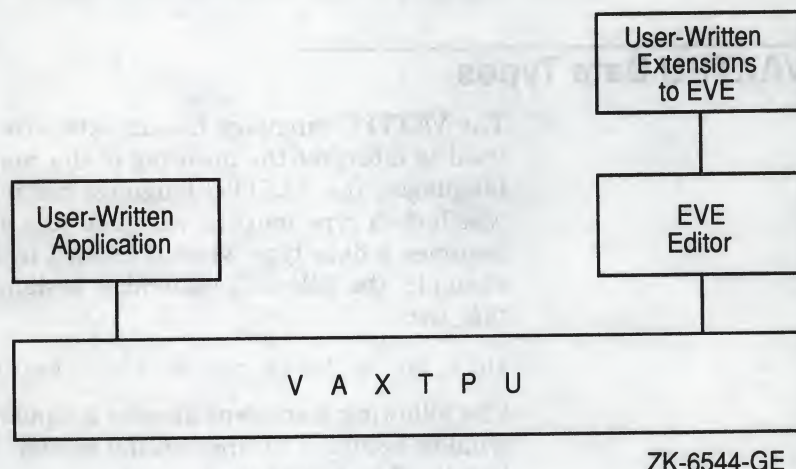 User-Written
Extensions
to EVE
User-Written
Application
EVE
Editor
V A X T P U
ZK-6544-GE